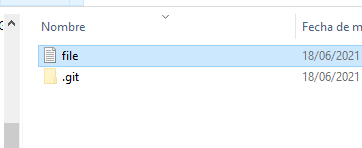 Nombre Fecha de m
file 18/06/2021
.git 18/06/2021